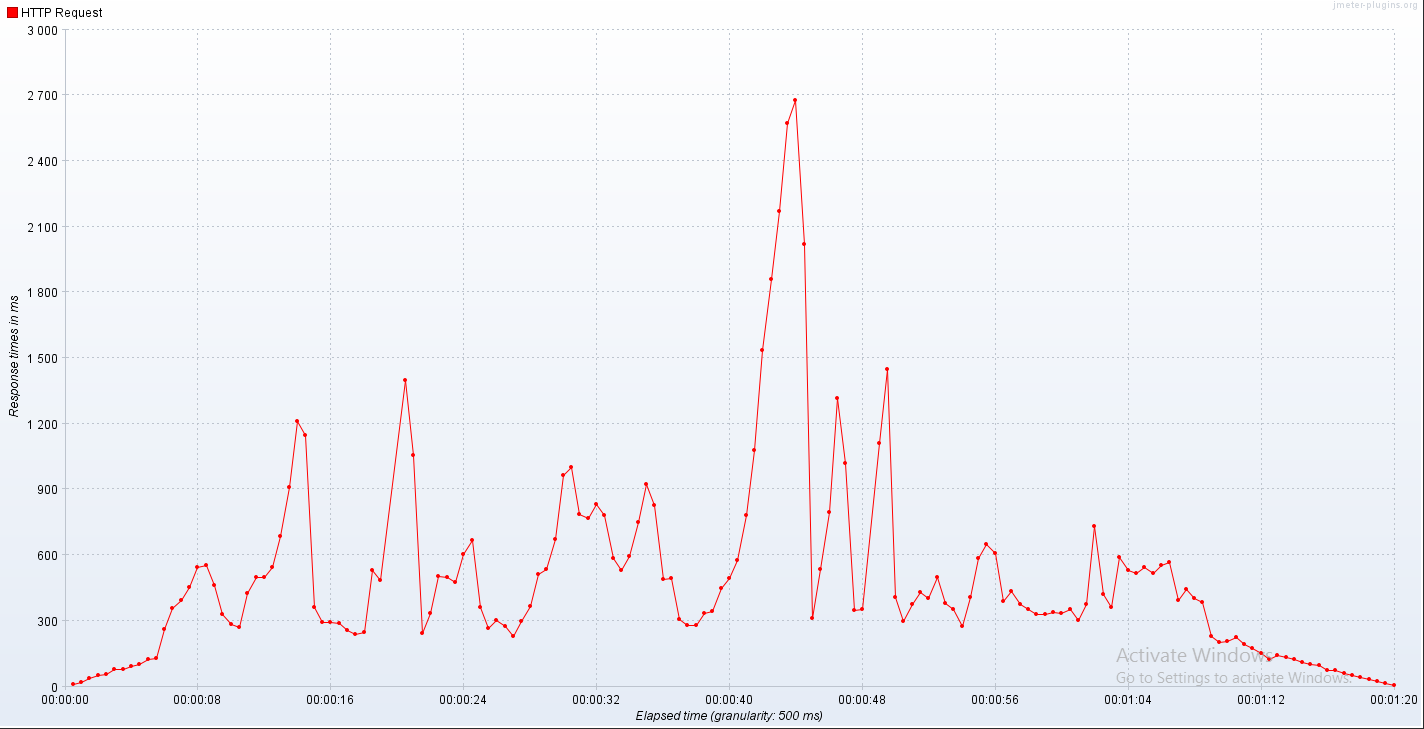 HTTP Request
jmeter-plugins.org
3 000
2 700
2 400
2 100
1 800
1 500
1 200
900
600
300
0
Response times in ms
00:00:00 00:00:08 00:00:16 00:00:24 00:00:32 00:00:40 00:00:48 00:00:56 00:01:04 00:01:12 00:01:20
Elapsed time (granularity: 500 ms)
Activate Windows
Go to Settings to activate Windows.